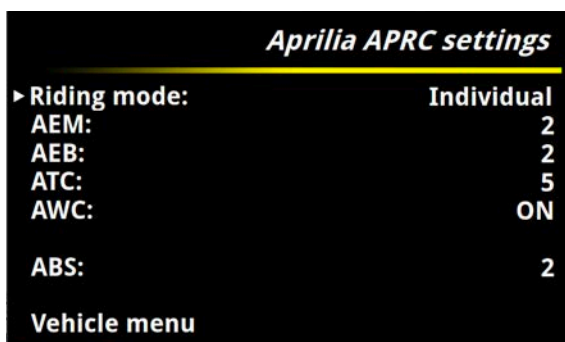 Aprilia APRC settings
Riding mode: Individual
AEM: 2
AEB: 2
ATC: 5
AWC: ON
ABS: 2
Vehicle menu